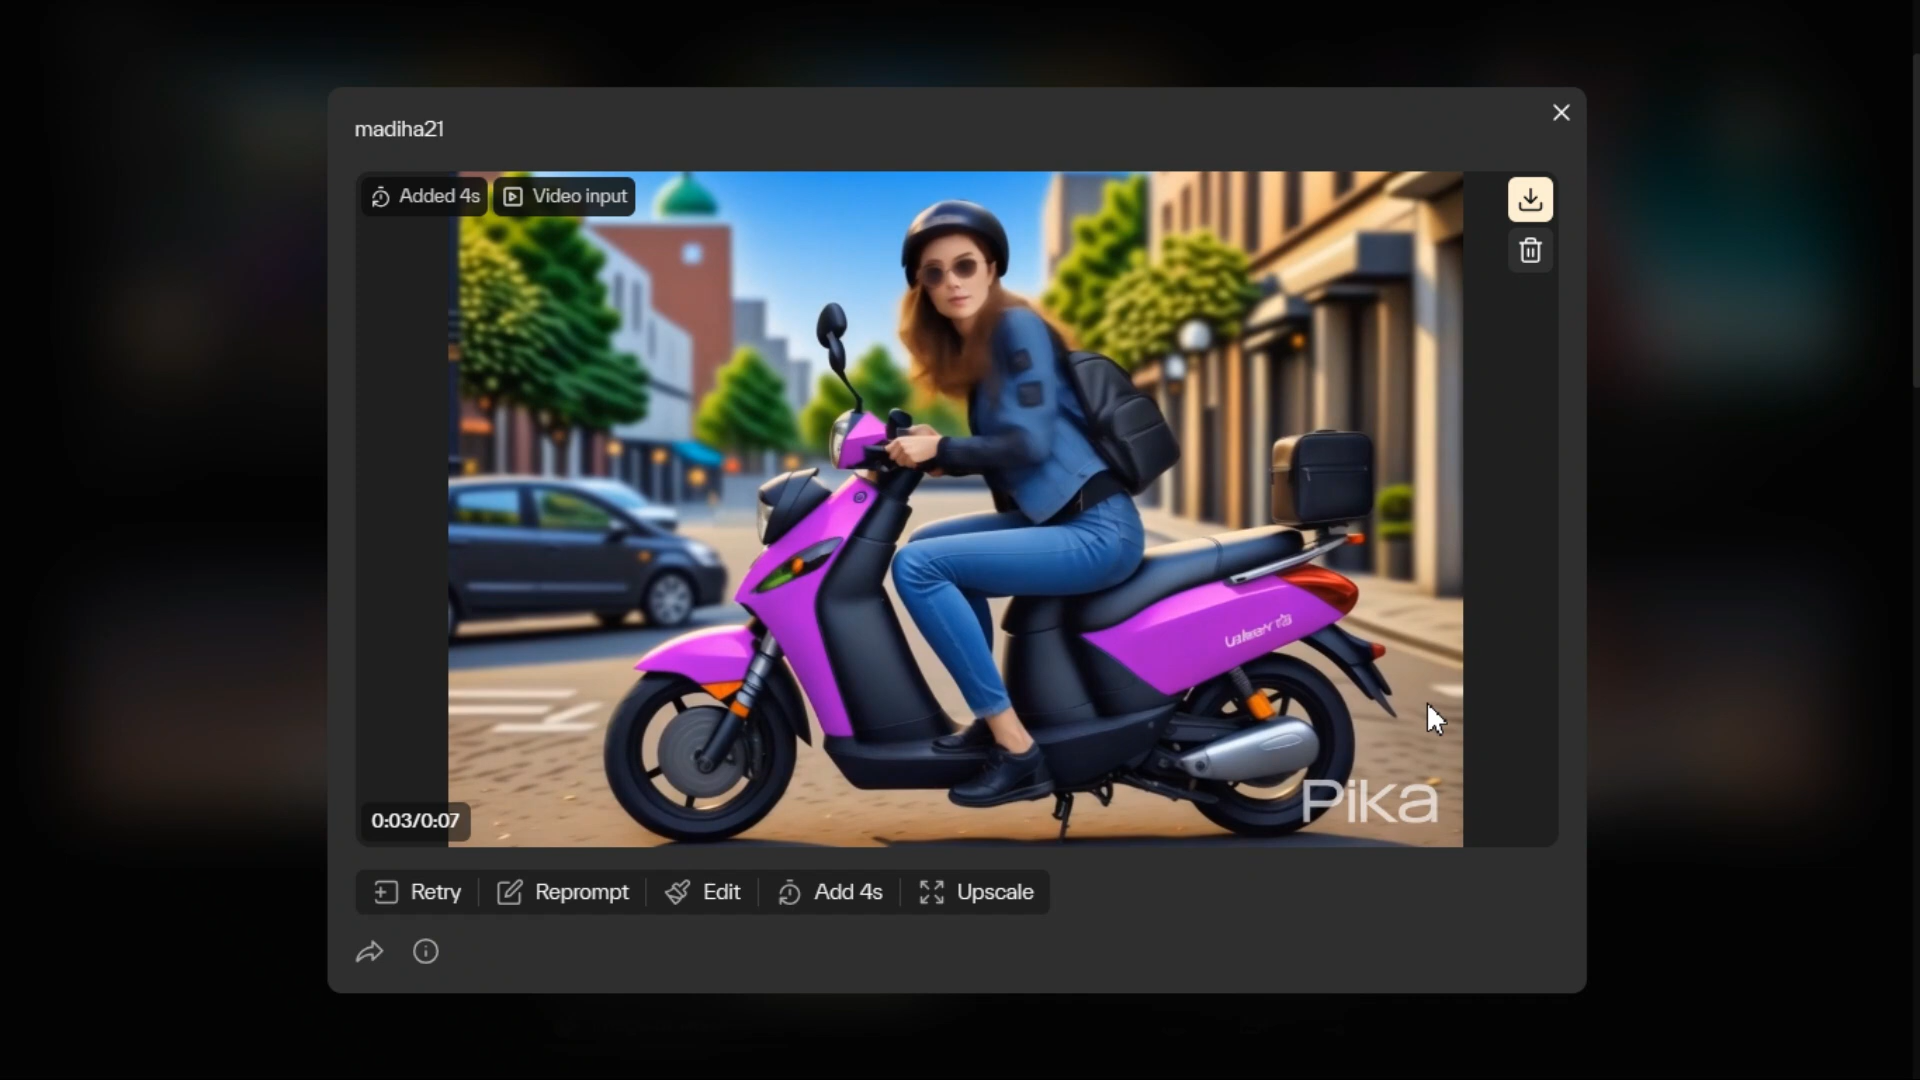 madiha21
Added 4s
Video input
Pika
0:03/0:07
Retry
Reprompt
Edit
Add 4s
Upscale